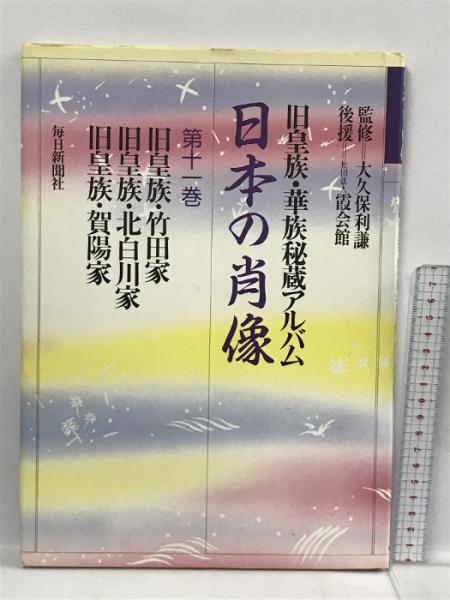 監修=大久保利謙
後援=社団法人霞会館
旧皇族・華族秘蔵アルバム
日本の肖像
第十一巻
旧皇族・竹田家
旧皇族・北白川家
旧皇族・賀陽家
毎日新聞社